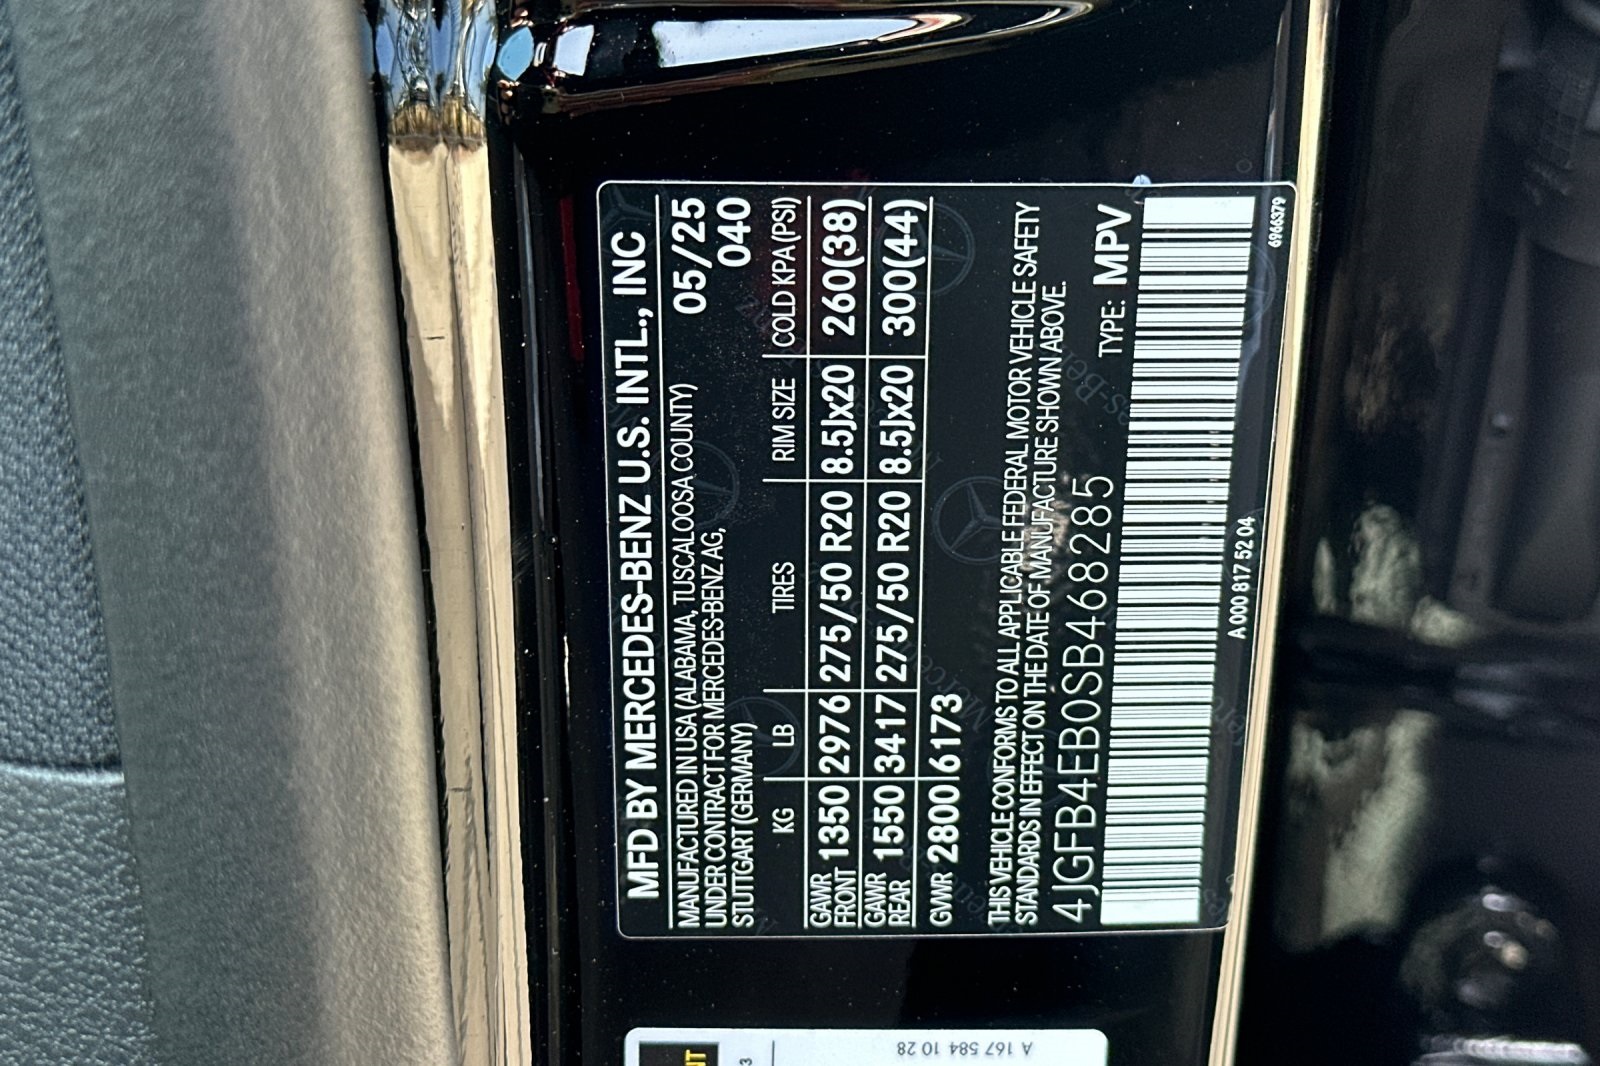 MFD BY MERCEDES-BENZ U.S. INTL., INC
MANUFACTURED IN USA (ALABAMA, TUSCALOOSA COUNTY) 05/25
UNDER CONTRACT FOR MERCEDES-BENZ AG, 040
STUTTGART (GERMANY)
KG LB TIRES RIM SIZE COLD KPA (PSI)
GAWR FRONT 1350 2976 275/50 R20 8.5Jx20 260(38)
GAWR REAR 1550 3417 275/50 R20 8.5Jx20 300(44)
GVWR 2800 6173
THIS VEHICLE CONFORMS TO ALL APPLICABLE FEDERAL MOTOR VEHICLE SAFETY
STANDARDS IN EFFECT ON THE DATE OF MANUFACTURE SHOWN ABOVE.
4JGFB4EB0SB468285 TYPE: MPV
A 000 817 52 04 6966379
A 167 584 10 28